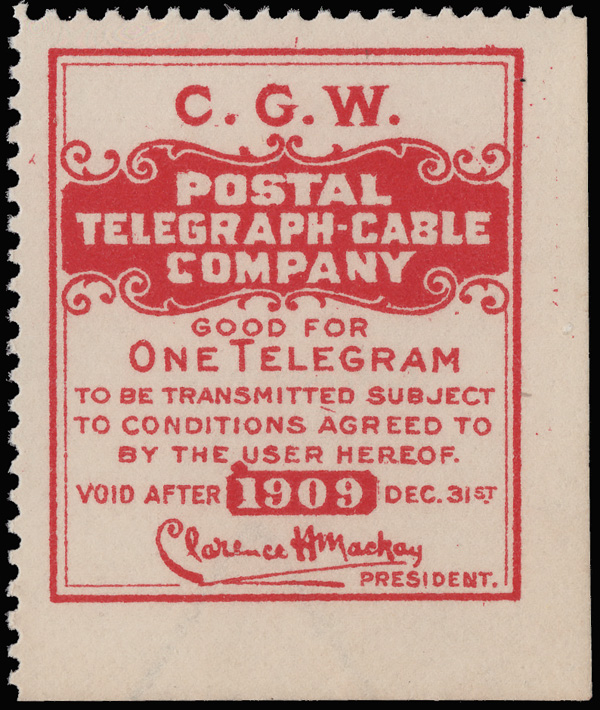 C. G. W.
POSTAL
TELEGRAPH-CABLE
COMPANY
GOOD FOR
ONE TELEGRAM
TO BE TRANSMITTED SUBJECT
TO CONDITIONS AGREED TO
BY THE USER HEREOF.
VOID AFTER 1909 DEC. 31ST
Clarence H Mackay
PRESIDENT.